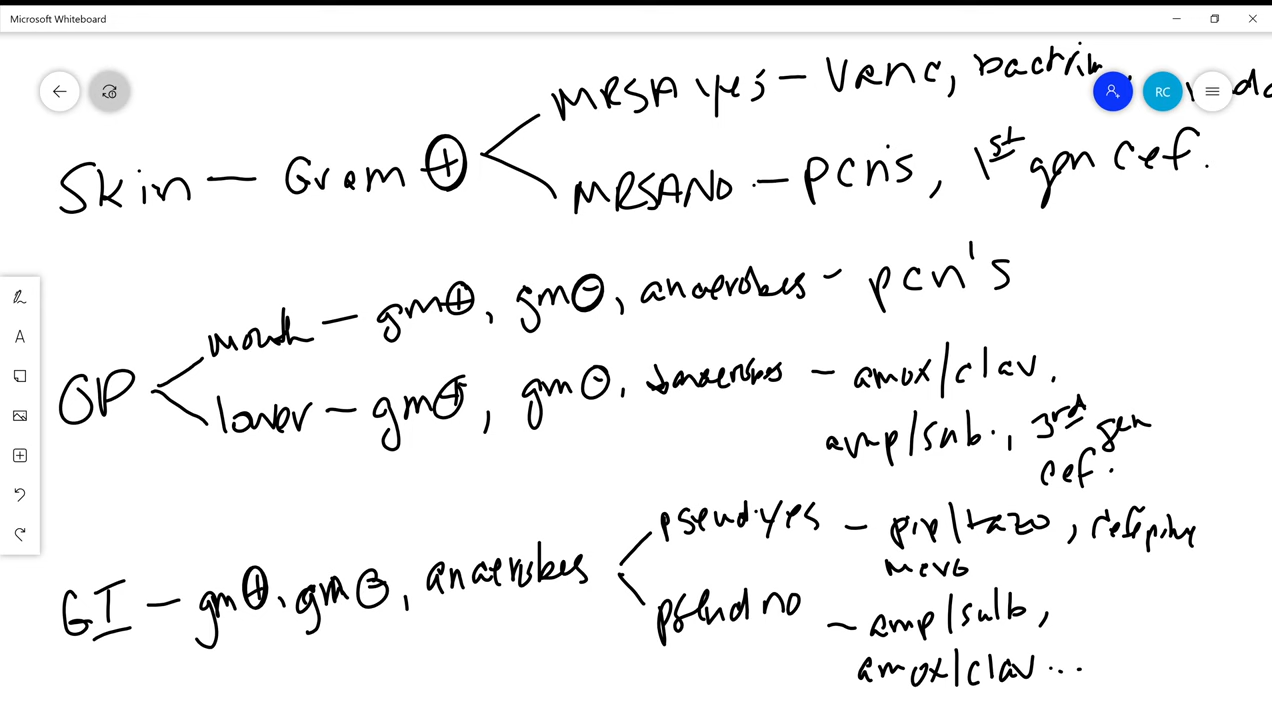 Microsoft Whiteboard
RC
MRSA yes - Vanc, bactrim,
Skin - Gram ⊕
MRSA NO - pcn's, 1st gen cef.
OP
mouth - gm⊕, gm⊖, anaerobes - pcn's
lower - gm⊕, gm⊖, anaerobes - amox/clav.
amp/sulb., 3rd gen
cef.
GI - gm⊕, gm⊖, anaerobes
pseud yes - pip/tazo, cefepime
mero
pseud no - amp/sulb,
amox/clav...